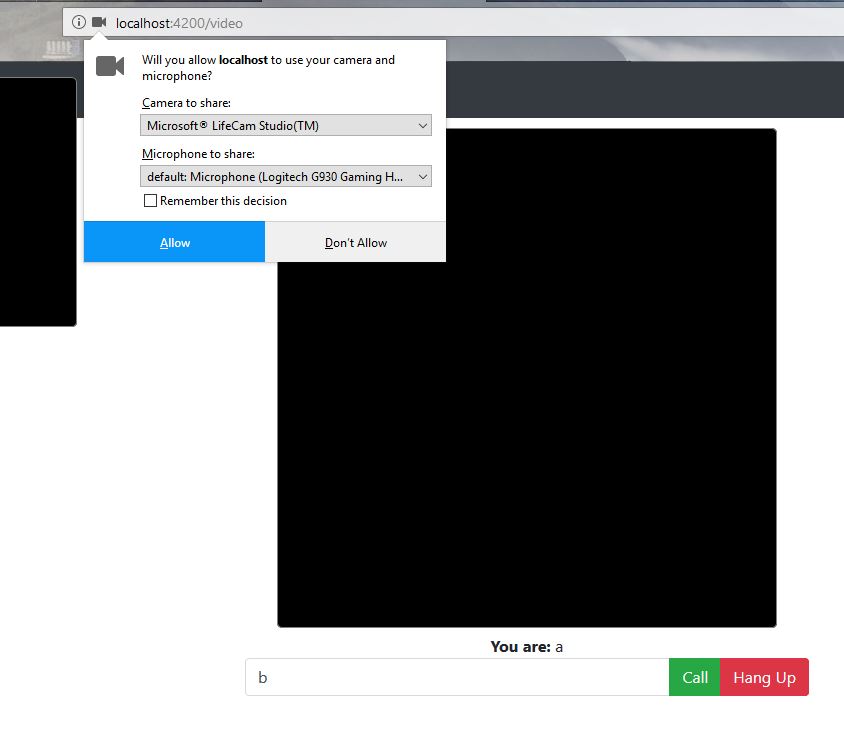 localhost:4200/video
Will you allow localhost to use your camera and
microphone?
Camera to share:
Microsoft® LifeCam Studio(TM)
Microphone to share:
default: Microphone (Logitech G930 Gaming H...
Remember this decision
Allow
Don't Allow
You are: a
b
Call
Hang Up